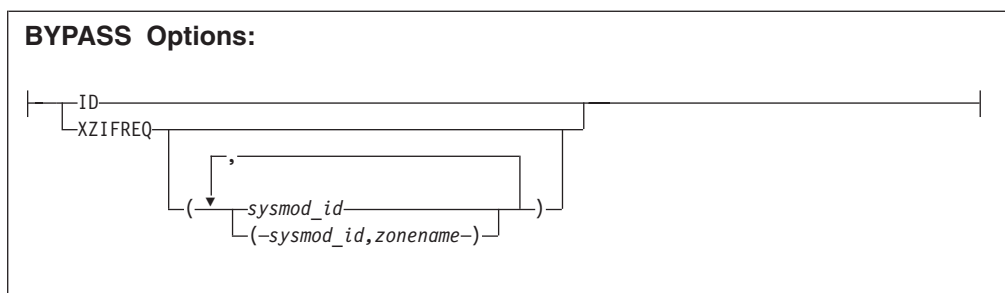 BYPASS Options:
ID
XZIFREQ
,
( sysmod_id )
(sysmod_id,zonename)